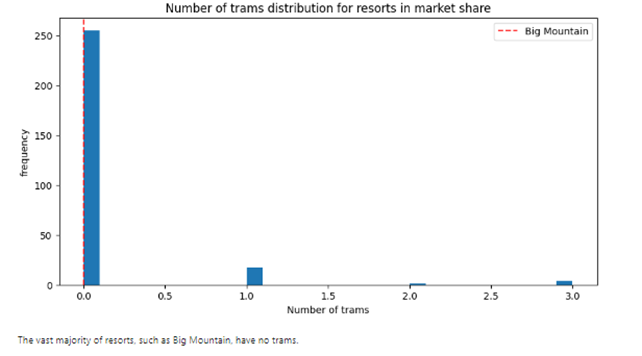 Number of trams distribution for resorts in market share
Big Mountain
250
200
150
100
50
0
frequency
0.0 0.5 1.0 1.5 2.0 2.5 3.0
Number of trams
The vast majority of resorts, such as Big Mountain, have no trams.